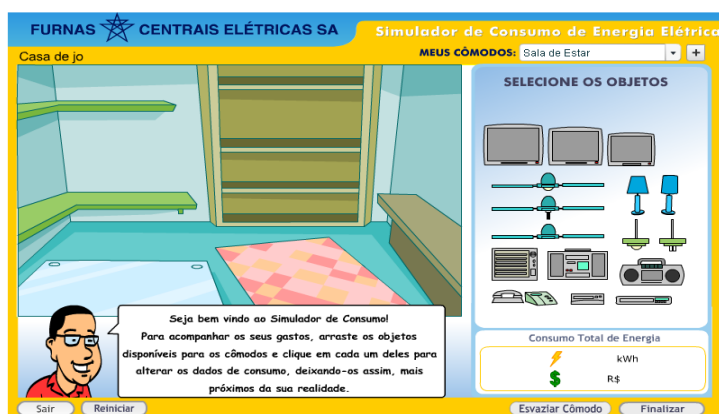 FURNAS CENTRAIS ELÉTRICAS SA
Simulador de Consumo de Energia Elétrica
Casa de jo
MEUS CÔMODOS: Sala de Estar
+
SELECIONE OS OBJETOS
Seja bem vindo ao Simulador de Consumo!
Para acompanhar os seus gastos, arraste os objetos
disponíveis para os cômodos e clique em cada um deles para
alterar os dados de consumo, deixando-os assim, mais
próximos da sua realidade.
Consumo Total de Energia
kWh
$ R$
Sair Reiniciar
Esvaziar Cômodo Finalizar